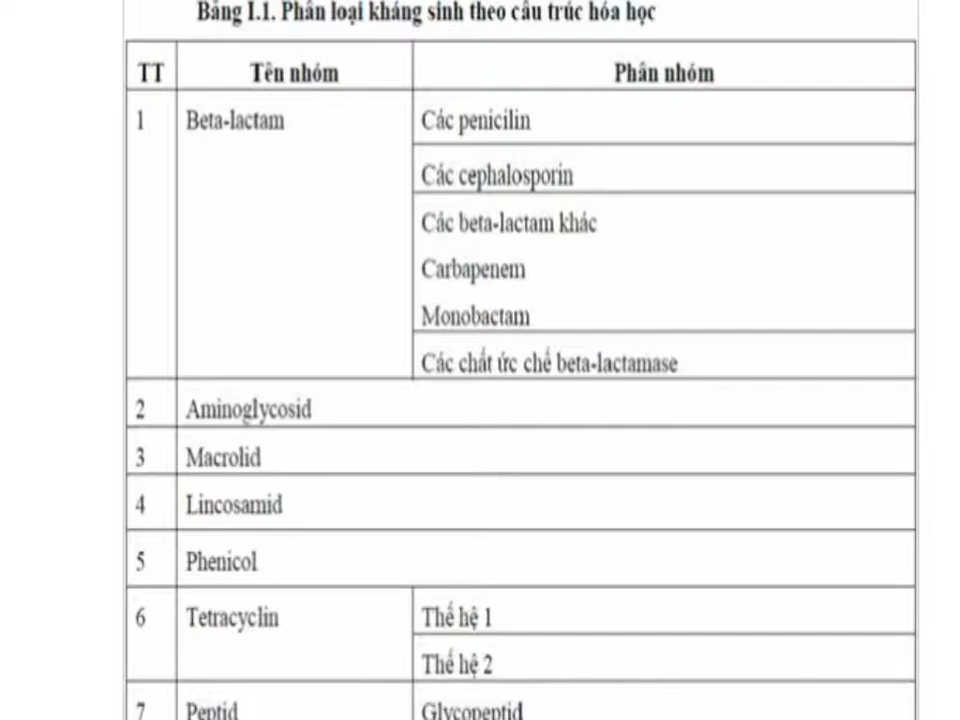 Bảng I.1. Phân loại kháng sinh theo cấu trúc hóa học
TT Tên nhóm Phân nhóm
1 Beta-lactam Các penicilin
Các cephalosporin
Các beta-lactam khác
Carbapenem
Monobactam
Các chất ức chế beta-lactamase
2 Aminoglycosid
3 Macrolid
4 Lincosamid
5 Phenicol
6 Tetracyclin Thế hệ 1
Thế hệ 2
7 Peptid Glycopeptid